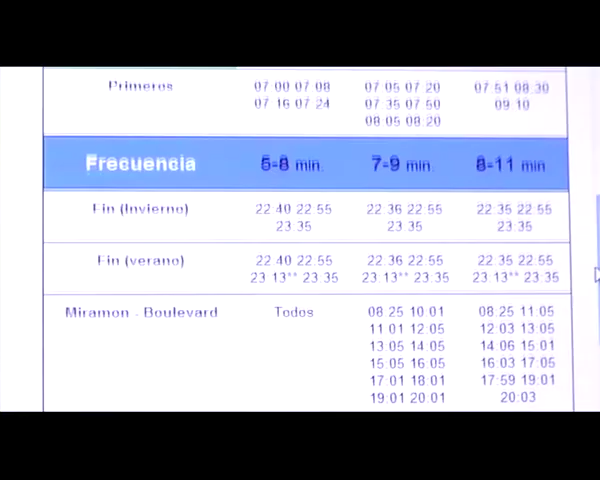 Primeros 07:00 07:08 07:05 07:20 07:51 08:30
07:16 07:24 07:35 07:50 09:10
08:05 08:20
Frecuencia 6-8 min. 7-9 min. 8-11 min
Fin (Invierno) 22:40 22:55 22:36 22:55 22:35 22:55
23:35 23:35 23:35
Fin (verano) 22:40 22:55 22:36 22:55 22:35 22:55
23:13** 23:35 23:13** 23:35 23:13** 23:35
Miramon - Boulevard Todos 08:25 10:01 08:25 11:05
11:01 12:05 12:03 13:05
13:05 14:05 14:06 15:01
15:05 16:05 16:03 17:05
17:01 18:01 17:59 19:01
19:01 20:01 20:03